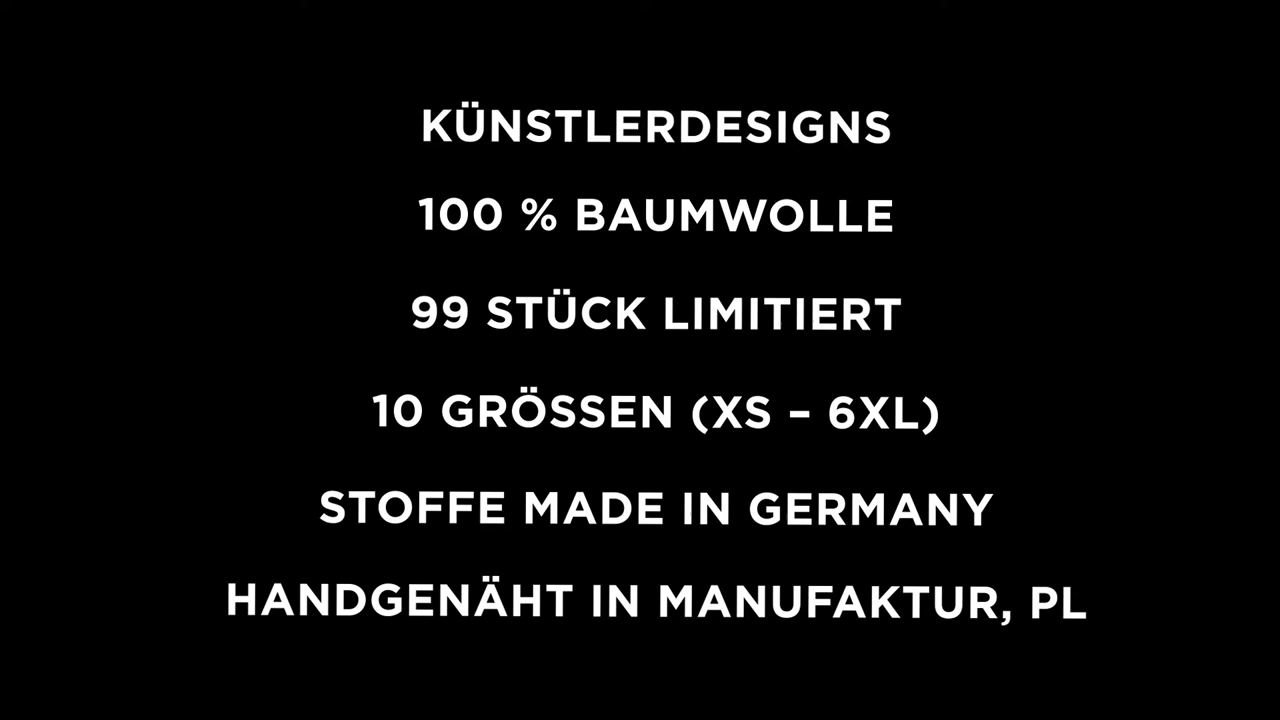 KÜNSTLERDESIGNS
100 % BAUMWOLLE
99 STÜCK LIMITIERT
10 GRÖSSEN (XS – 6XL)
STOFFE MADE IN GERMANY
HANDGENÄHT IN MANUFAKTUR, PL